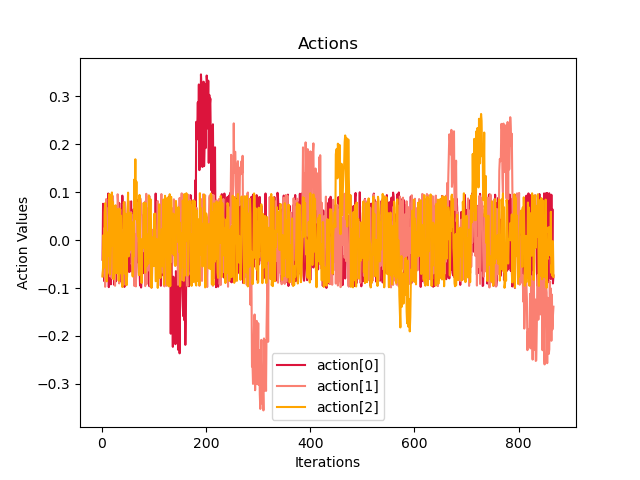 Actions
0.3
0.2
0.1
0.0
−0.1
−0.2
−0.3
Action Values
action[0]
action[1]
action[2]
0
200
400
600
800
Iterations